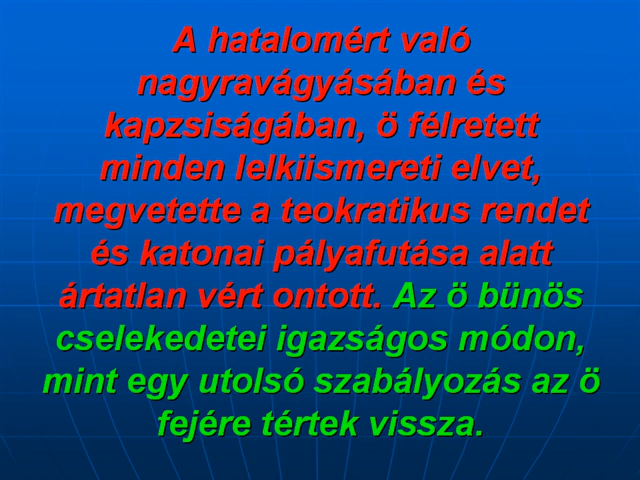 A hatalomért való
nagyravágyásában és
kapzsiságában, ö félretett
minden lelkiismereti elvet,
megvetette a teokratikus rendet
és katonai pályafutása alatt
ártatlan vért ontott. Az ö bünös
cselekedetei igazságos módon,
mint egy utolsó szabályozás az ö
fejére tértek vissza.